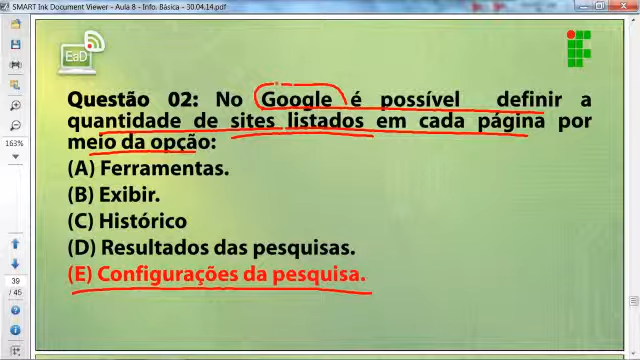 SMART Ink Document Viewer - Aula 8 - Info. Básica - 30.04.14.pdf
EaD
Questão 02: No Google é possível definir a
quantidade de sites listados em cada página por
meio da opção:
(A) Ferramentas.
(B) Exibir.
(C) Histórico
(D) Resultados das pesquisas.
(E) Configurações da pesquisa.
163%
39
/ 45